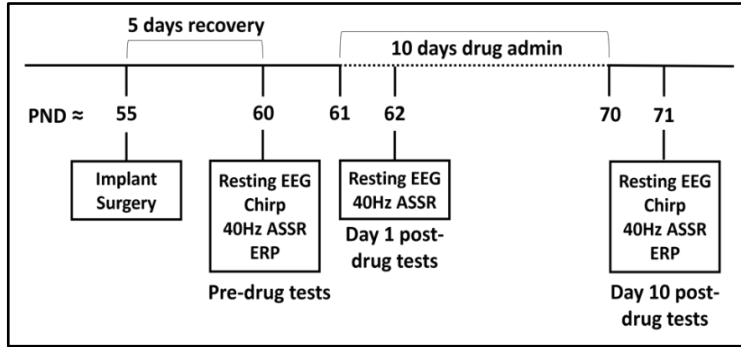 5 days recovery
10 days drug admin
PND ≈ 55 60 61 62 70 71
Implant
Surgery
Resting EEG
Chirp
40Hz ASSR
ERP
Pre-drug tests
Resting EEG
40Hz ASSR
Day 1 post-
drug tests
Resting EEG
Chirp
40Hz ASSR
ERP
Day 10 post-
drug tests